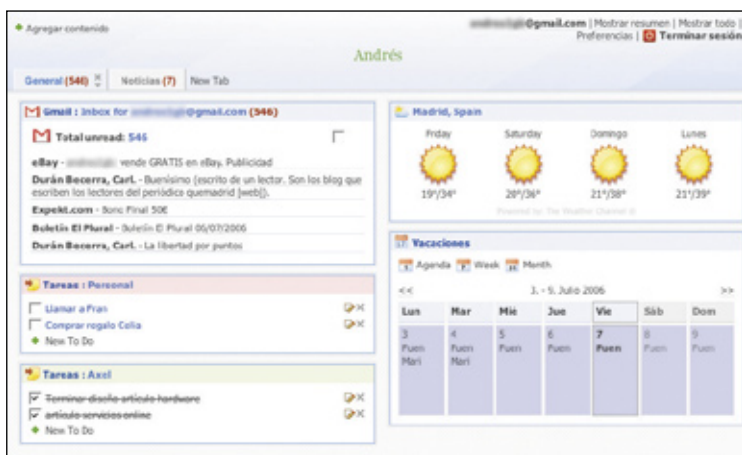 Agregar contenido
@gmail.com | Mostrar resumen | Mostrar todo |
Preferencias | Terminar sesión
Andrés
General (546)
Noticias (7)
New Tab
Gmail : Inbox for @gmail.com (546)
Total unread: 546
eBay - vende GRATIS en eBay. Publicidad
Durán Becerra, Carl. - Buenísimo (escrito de un lector. Son los blog que
escriben los lectores del periódico quemadrid [web]).
Expekt.com - Bono Final 50€
Boletín El Plural - Boletín El Plural 06/07/2006
Durán Becerra, Carl. - La libertad por puntos
Tareas : Personal
Llamar a Fran
Comprar regalo Celia
New To Do
Tareas : Axel
Terminar diseño artículo hardware
artículo servicios online
New To Do
Madrid, Spain
Friday Saturday Domingo Lunes
19°/34° 20°/36° 21°/38° 21°/39°
Powered by: The Weather Channel ®
Vacaciones
Agenda Week Month
<< 3. - 9. Julio 2006 >>
Lun Mar Mié Jue Vie Sáb Dom
3 4 5 6 7 8 9
Fuen Fuen Fuen Fuen Fuen Fuen Fuen
Mari Mari